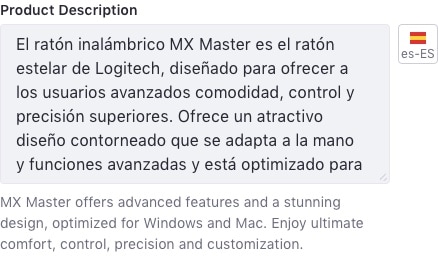 Product Description
El ratón inalámbrico MX Master es el ratón
estelar de Logitech, diseñado para ofrecer a
los usuarios avanzados comodidad, control y
precisión superiores. Ofrece un atractivo
diseño contorneado que se adapta a la mano
y funciones avanzadas y está optimizado para
es-ES
MX Master offers advanced features and a stunning
design, optimized for Windows and Mac. Enjoy ultimate
comfort, control, precision and customization.